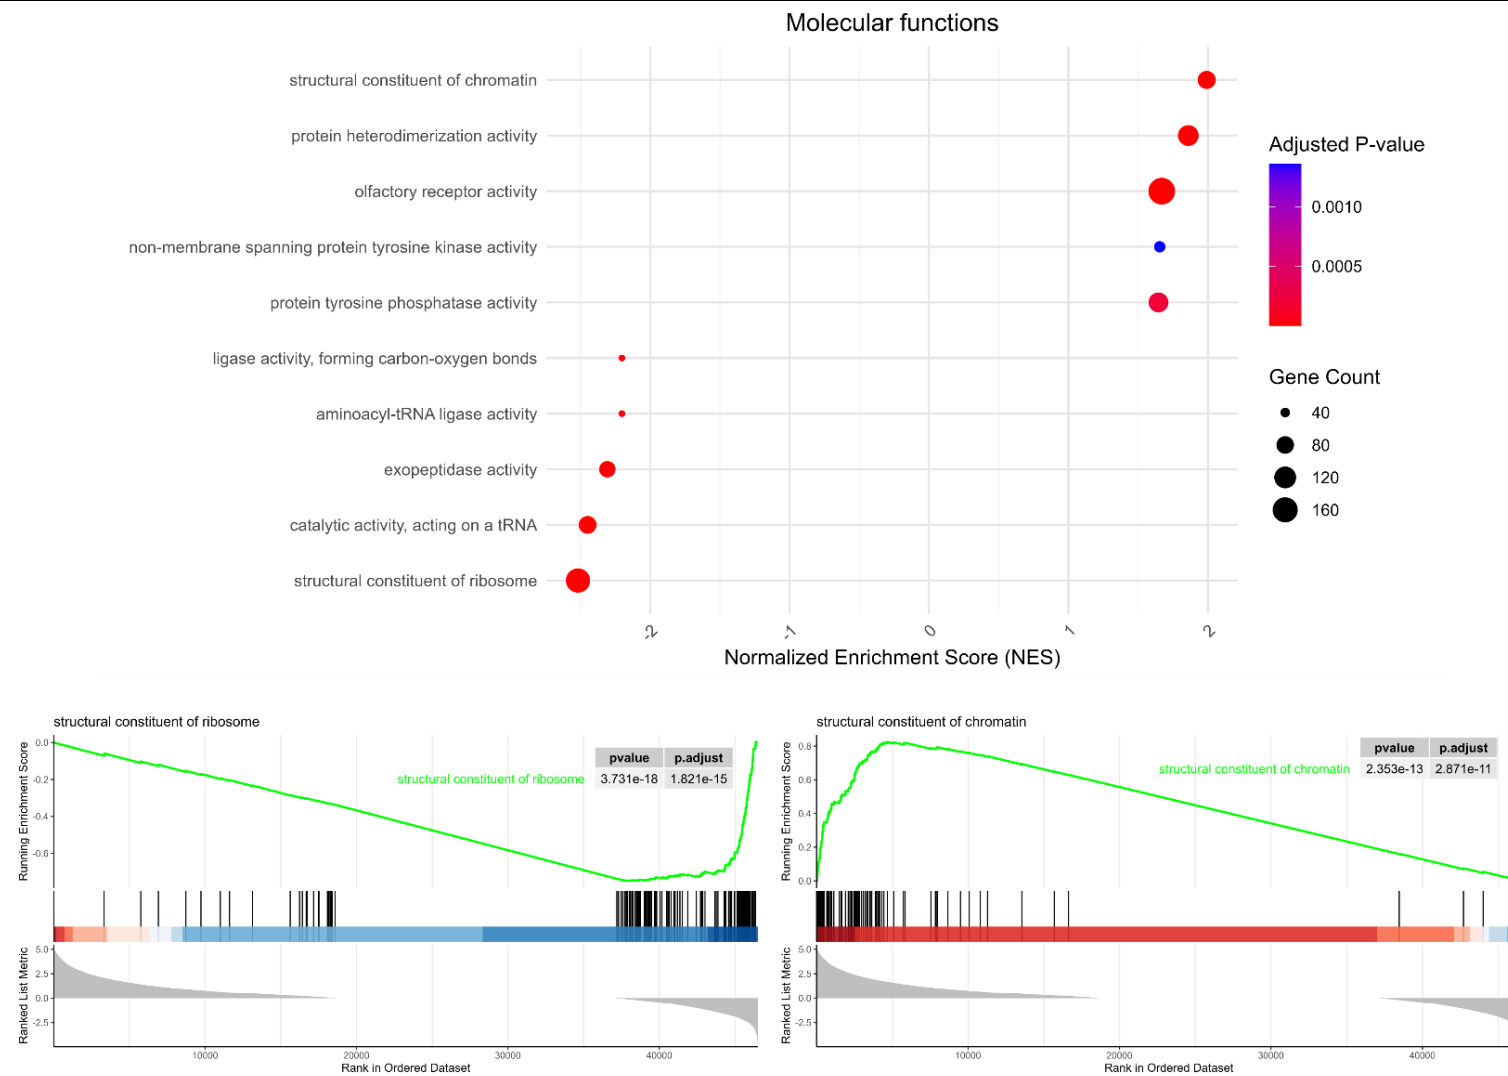 Molecular functions
structural constituent of chromatin
protein heterodimerization activity
olfactory receptor activity
non-membrane spanning protein tyrosine kinase activity
protein tyrosine phosphatase activity
ligase activity, forming carbon-oxygen bonds
aminoacyl-tRNA ligase activity
exopeptidase activity
catalytic activity, acting on a tRNA
structural constituent of ribosome
-2 -1 0 1 2
Normalized Enrichment Score (NES)
Adjusted P-value
0.0010
0.0005
Gene Count
40
80
120
160
structural constituent of ribosome
Running Enrichment Score
0.0
-0.2
-0.4
-0.6
structural constituent of ribosome
pvalue p.adjust
3.731e-18 1.821e-15
Ranked List Metric
5.0
2.5
0.0
-2.5
10000 20000 30000 40000
Rank in Ordered Dataset
structural constituent of chromatin
Running Enrichment Score
0.8
0.6
0.4
0.2
0.0
structural constituent of chromatin
pvalue p.adjust
2.353e-13 2.871e-11
Ranked List Metric
5.0
2.5
0.0
-2.5
10000 20000 30000 40000
Rank in Ordered Dataset